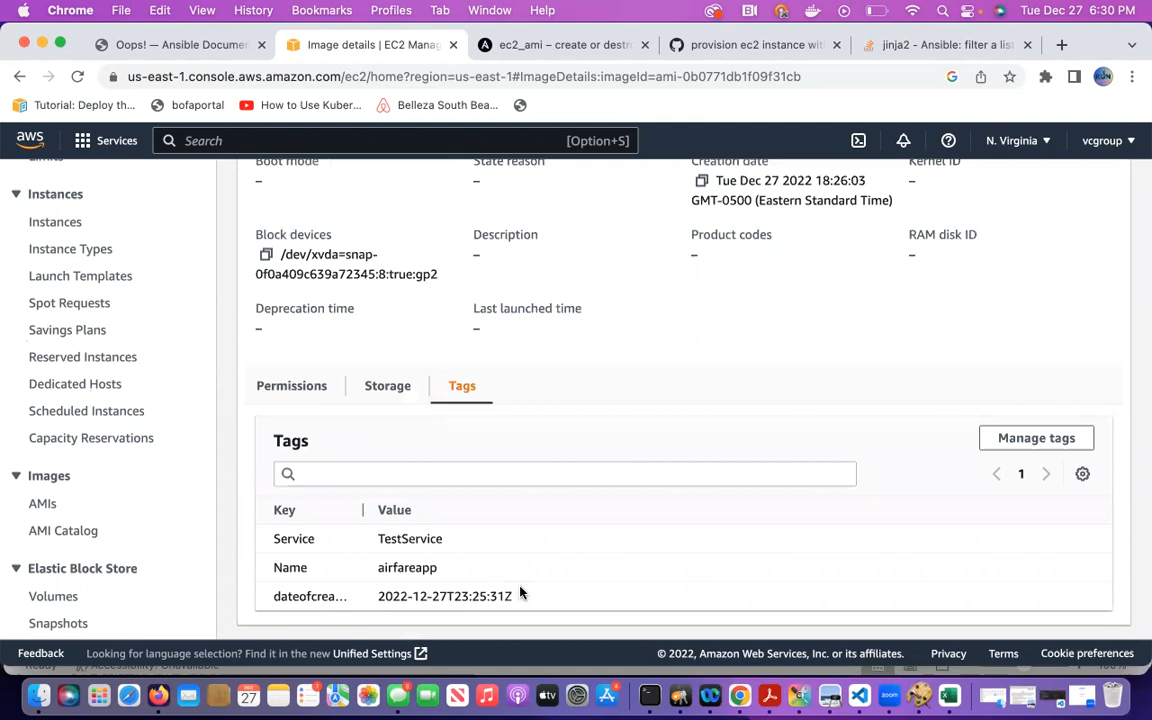 Chrome File Edit View History Bookmarks Profiles Tab Window Help Tue Dec 27 6:30 PM
Oops! — Ansible Documen Image details | EC2 Manag ec2_ami – create or destro provision ec2 instance with jinja2 - Ansible: filter a lis
us-east-1.console.aws.amazon.com/ec2/home?region=us-east-1#ImageDetails:imageId=ami-0b0771db1f09f31cb
Tutorial: Deploy th... bofaportal How to Use Kuber... Belleza South Bea...
aws Services Search [Option+S] N. Virginia vcgroup
Limits
Instances
Instances
Instance Types
Launch Templates
Spot Requests
Savings Plans
Reserved Instances
Dedicated Hosts
Scheduled Instances
Capacity Reservations
Images
AMIs
AMI Catalog
Elastic Block Store
Volumes
Snapshots
Boot mode State reason Creation date Kernel ID
– – Tue Dec 27 2022 18:26:03 –
GMT-0500 (Eastern Standard Time)
Block devices Description Product codes RAM disk ID
/dev/xvda=snap- – – –
0f0a409c639a72345:8:true:gp2
Deprecation time Last launched time
– –
Permissions Storage Tags
Tags Manage tags
1
Key Value
Service TestService
Name airfareapp
dateofcrea... 2022-12-27T23:25:31Z
Feedback Looking for language selection? Find it in the new Unified Settings © 2022, Amazon Web Services, Inc. or its affiliates. Privacy Terms Cookie preferences